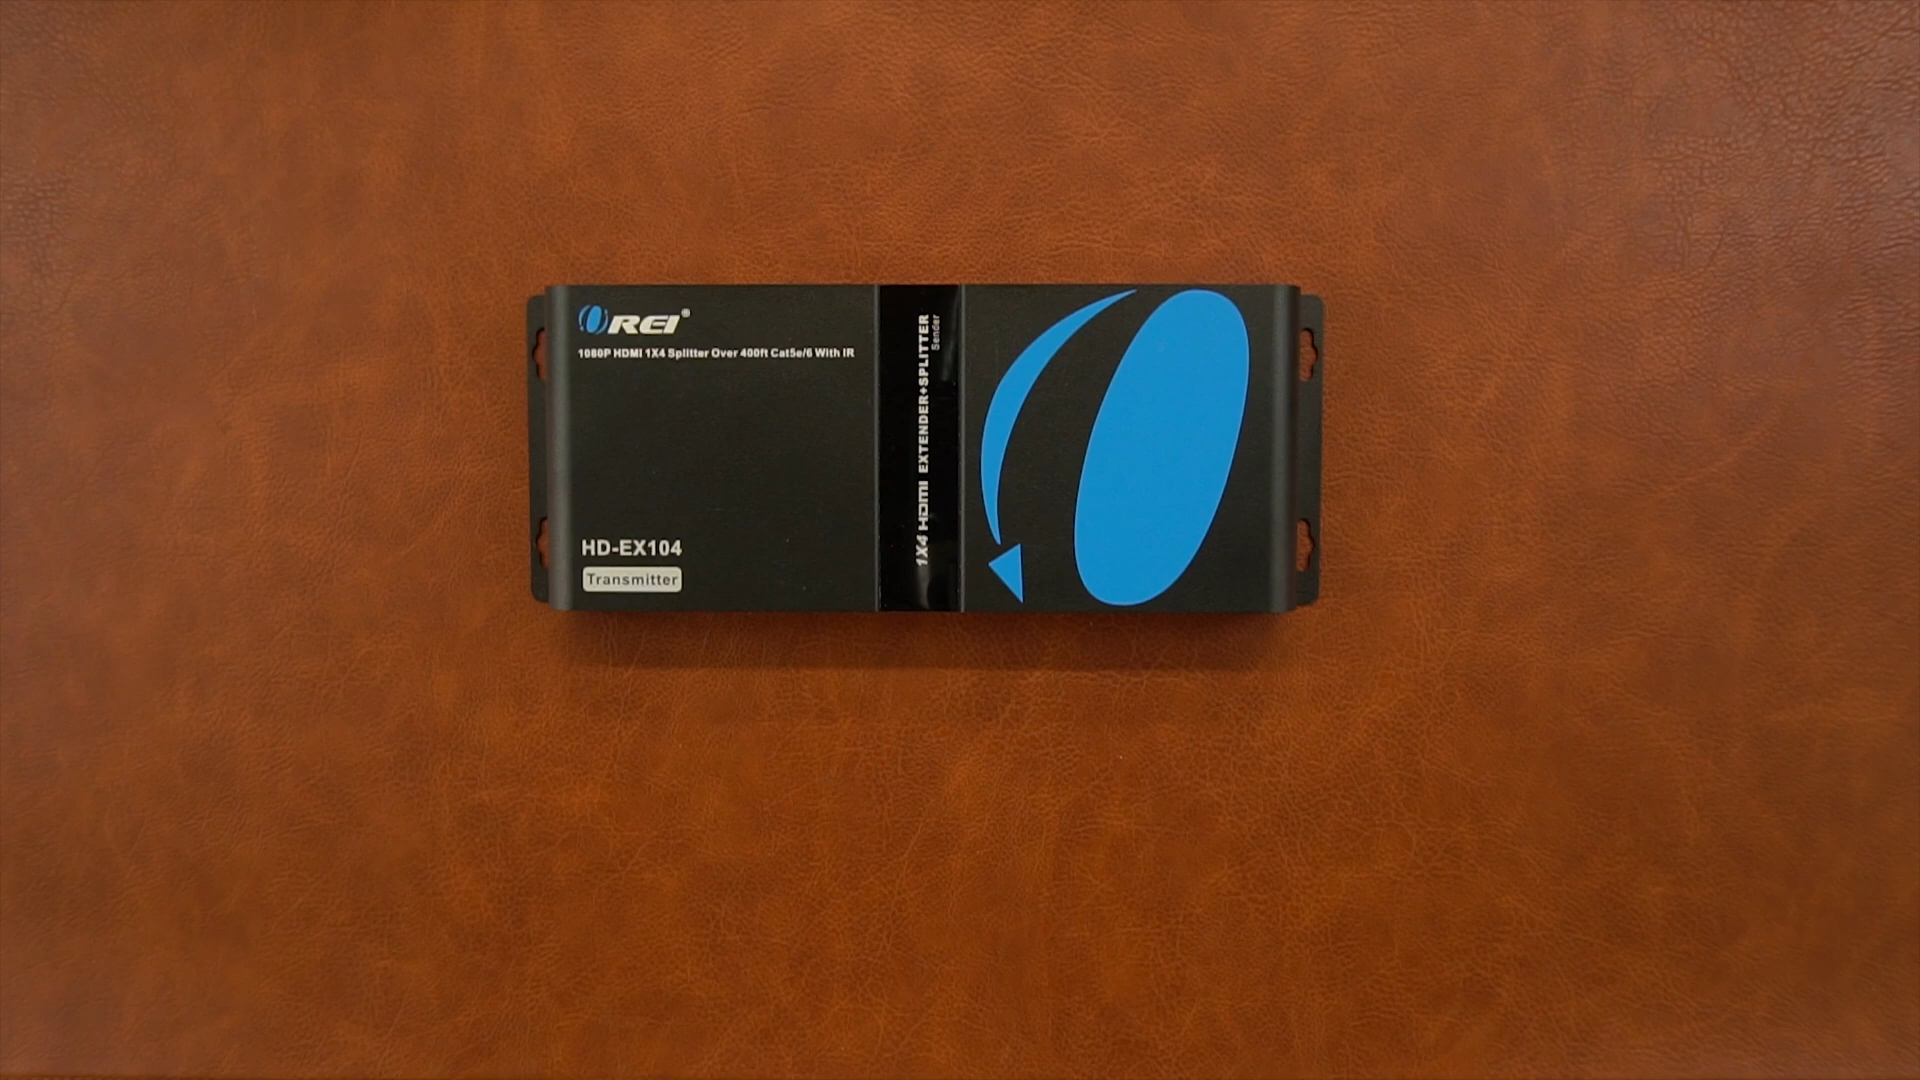 OREI®
1080P HDMI 1X4 Splitter Over 400ft Cat5e/6 With IR
HD-EX104
Transmitter
1X4 HDMI EXTENDER+SPLITTER
Sender